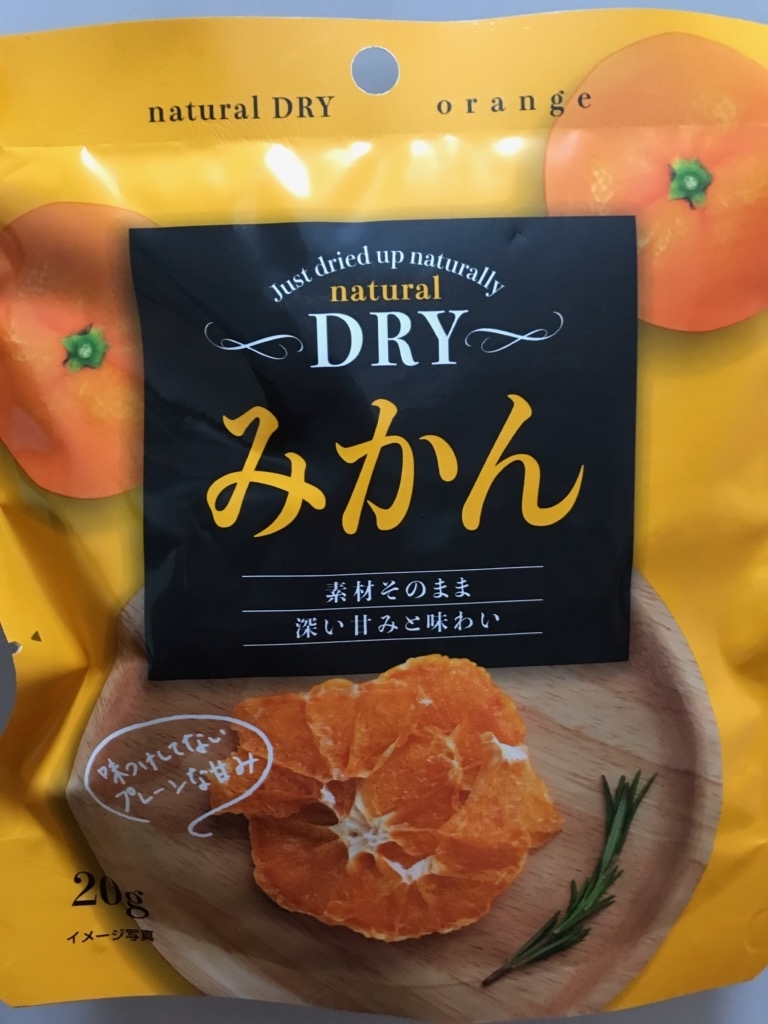 natural DRY orange
Just dried up naturally
natural
DRY
みかん
素材そのまま
深い甘みと味わい
味つけしてない
プレーンな甘み
20g
イメージ写真